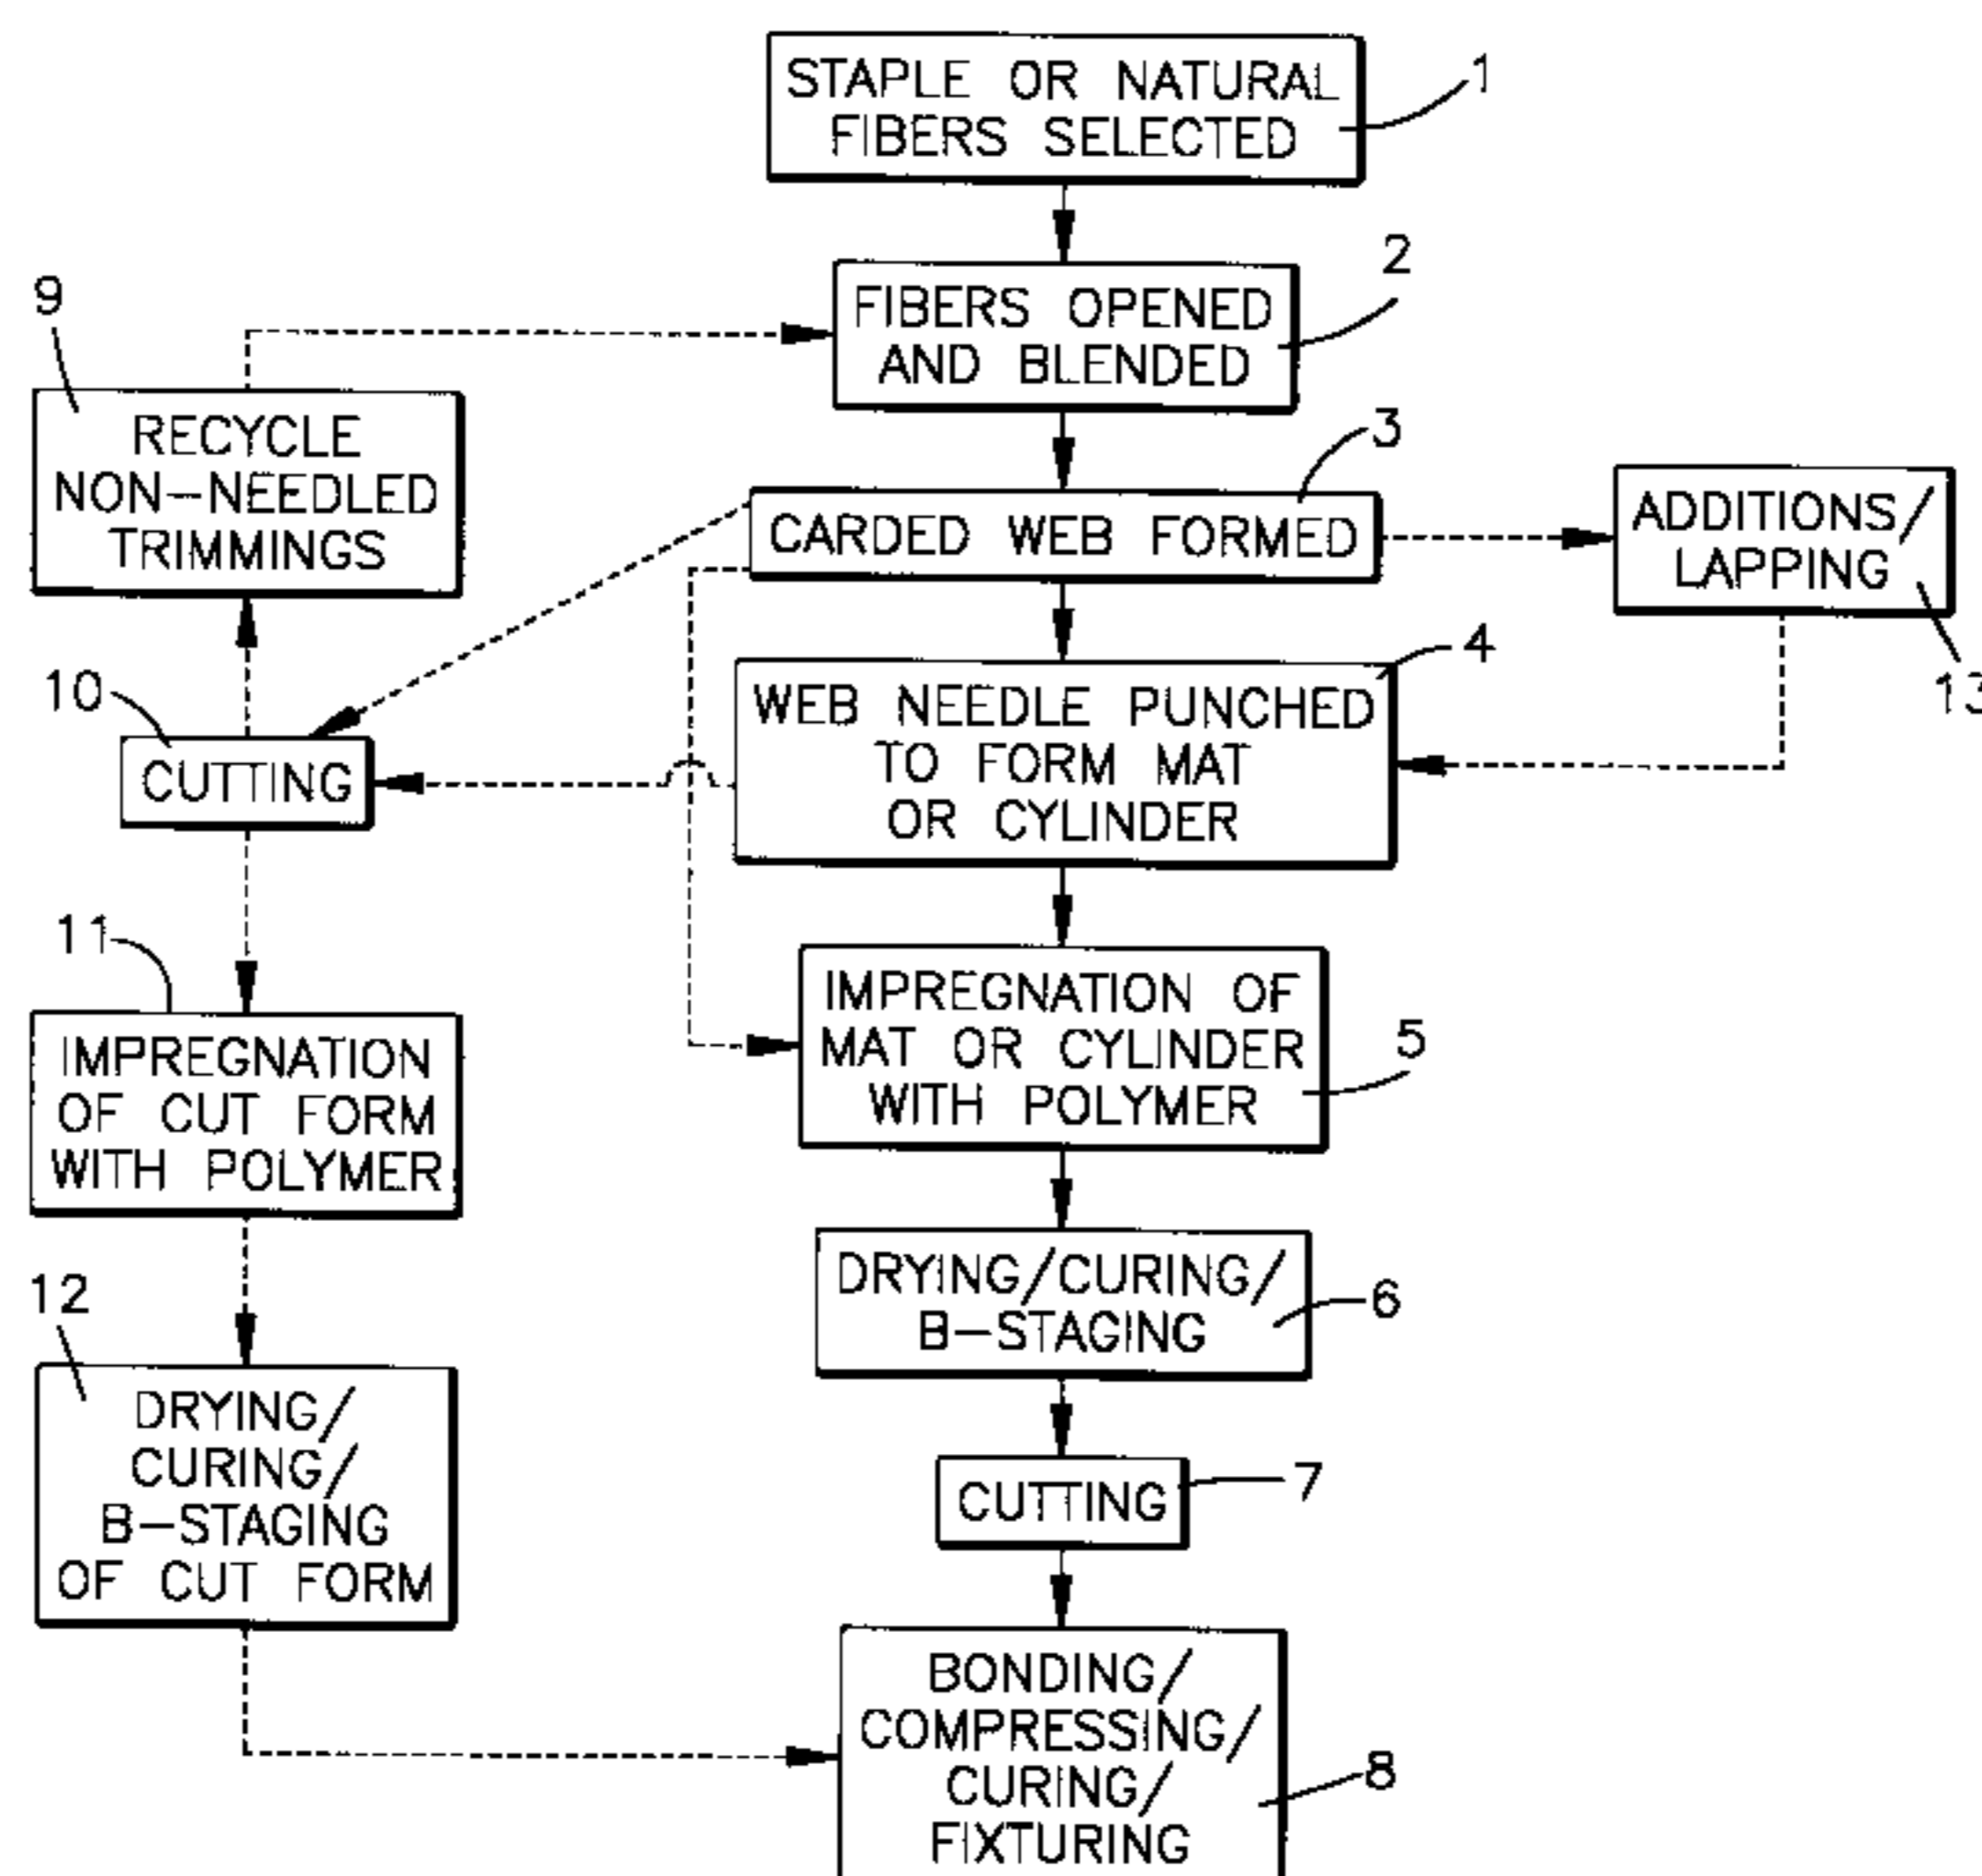 STAPLE OR NATURAL
FIBERS SELECTED
1
FIBERS OPENED
AND BLENDED
2
9
RECYCLE
NON-NEEDLED
TRIMMINGS
CARDED WEB FORMED
3
ADDITIONS/
LAPPING
13
WEB NEEDLE PUNCHED
TO FORM MAT
OR CYLINDER
4
10
CUTTING
11
IMPREGNATION
OF CUT FORM
WITH POLYMER
IMPREGNATION OF
MAT OR CYLINDER
WITH POLYMER
5
12
DRYING/
CURING/
B-STAGING
OF CUT FORM
DRYING/CURING/
B-STAGING
6
CUTTING
7
BONDING/
COMPRESSING/
CURING/
FIXTURING
8